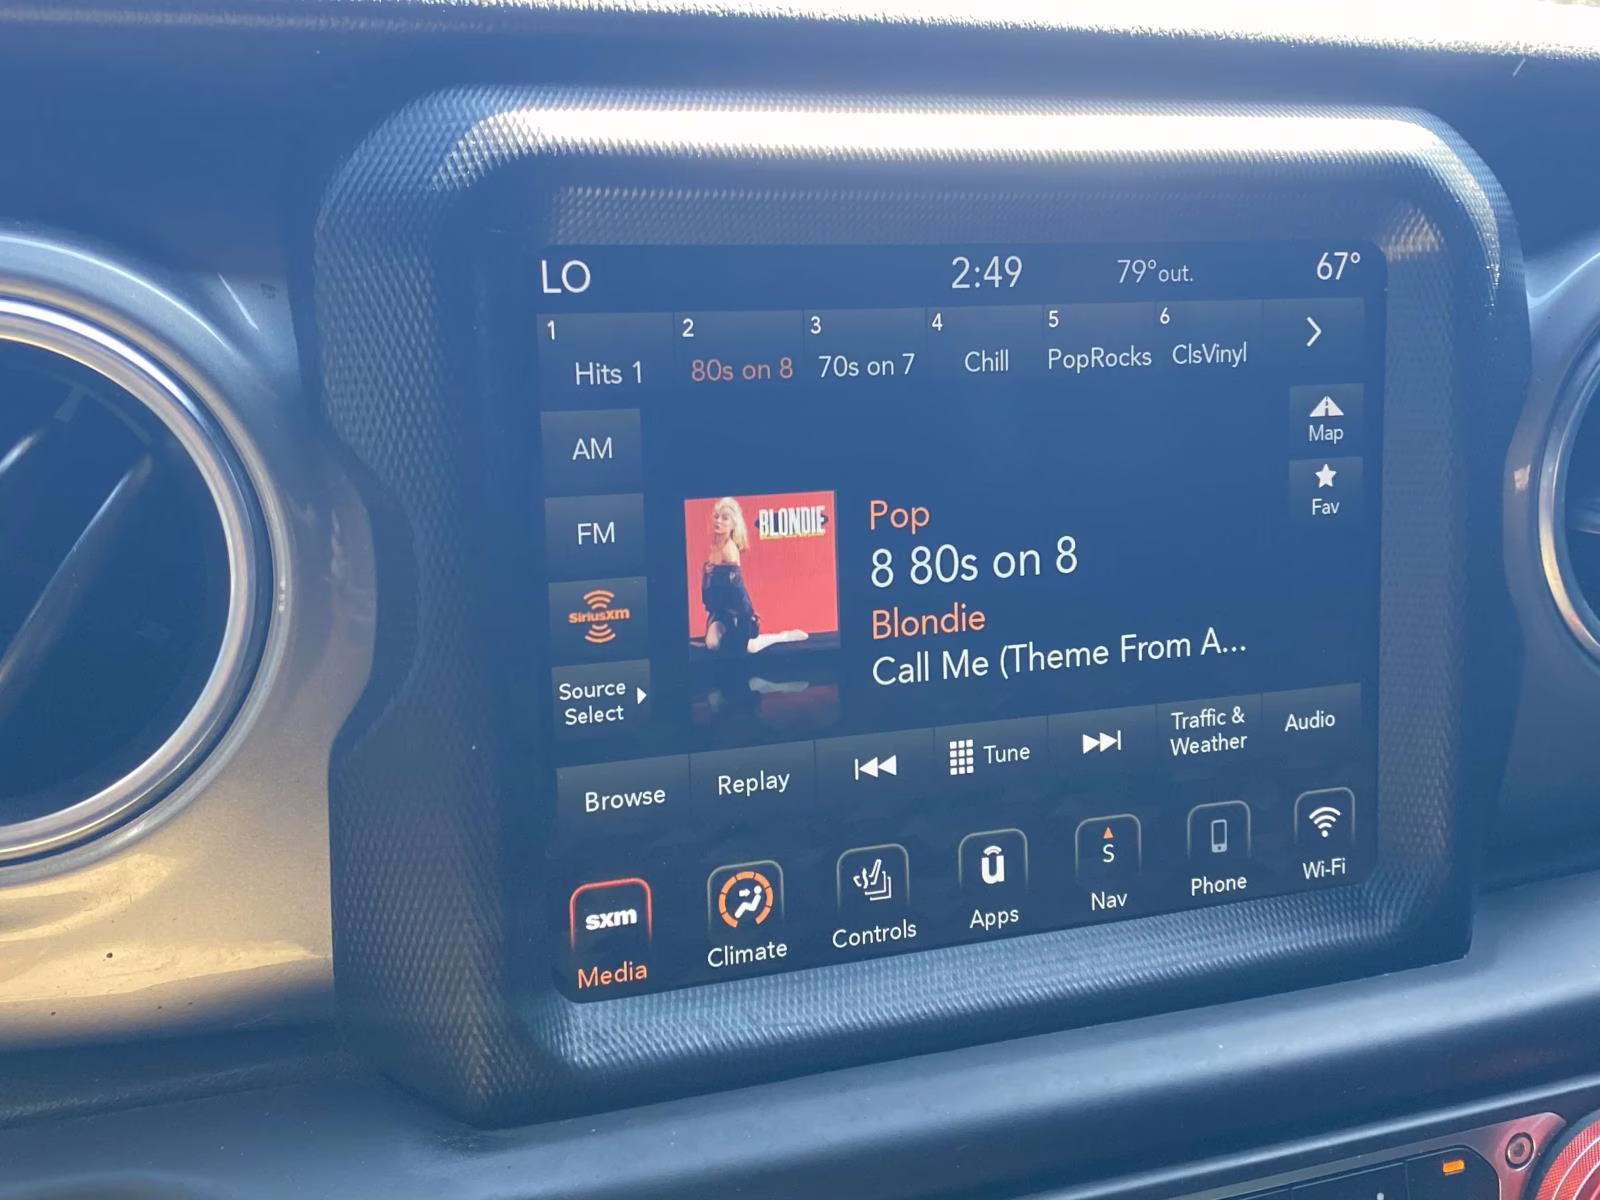 LO 2:49 79° out. 67°
1 2 3 4 5 6
Hits 1 80s on 8 70s on 7 Chill PopRocks ClsVinyl
AM
Map
FM
Fav
BLONDIE
Pop
8 80s on 8
Blondie
Call Me (Theme From A...
SiriusXm
Source
Select
Browse
Replay
Tune
Traffic &
Weather
Audio
sxm
Media
Climate
Controls
ū
Apps
S
Nav
Phone
Wi-Fi